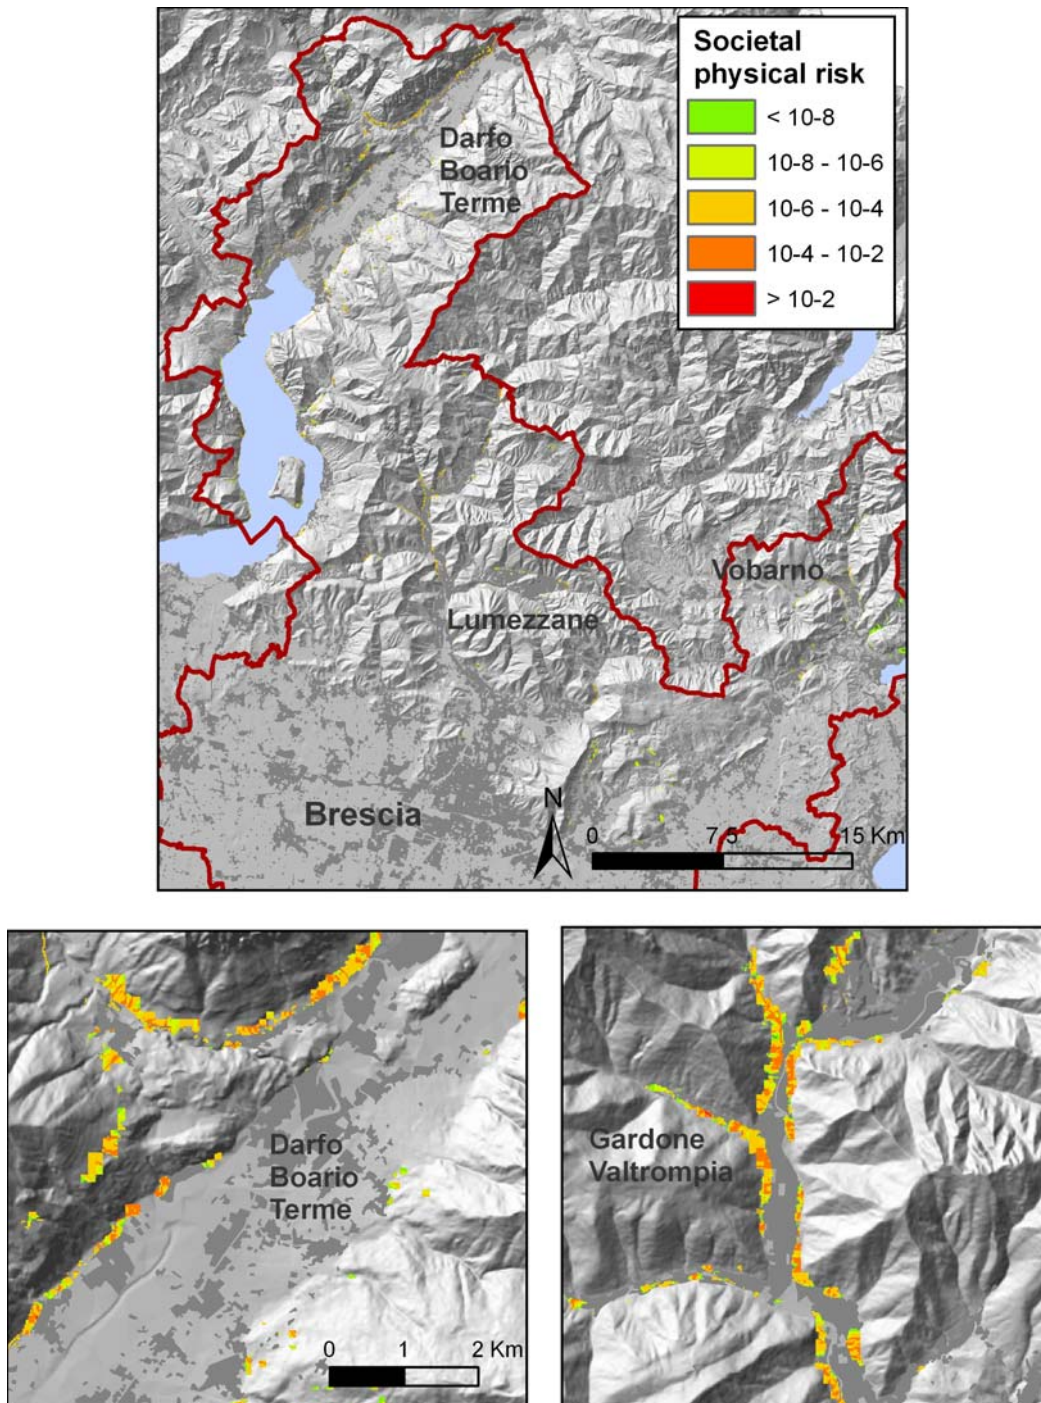 Societal
physical risk
< 10-8
10-8 - 10-6
10-6 - 10-4
10-4 - 10-2
> 10-2
Darfo
Boario
Terme
Vobarno
Lumezzane
Brescia
N
0 7,5 15 Km
Darfo
Boario
Terme
0 1 2 Km
Gardone
Valtrompia